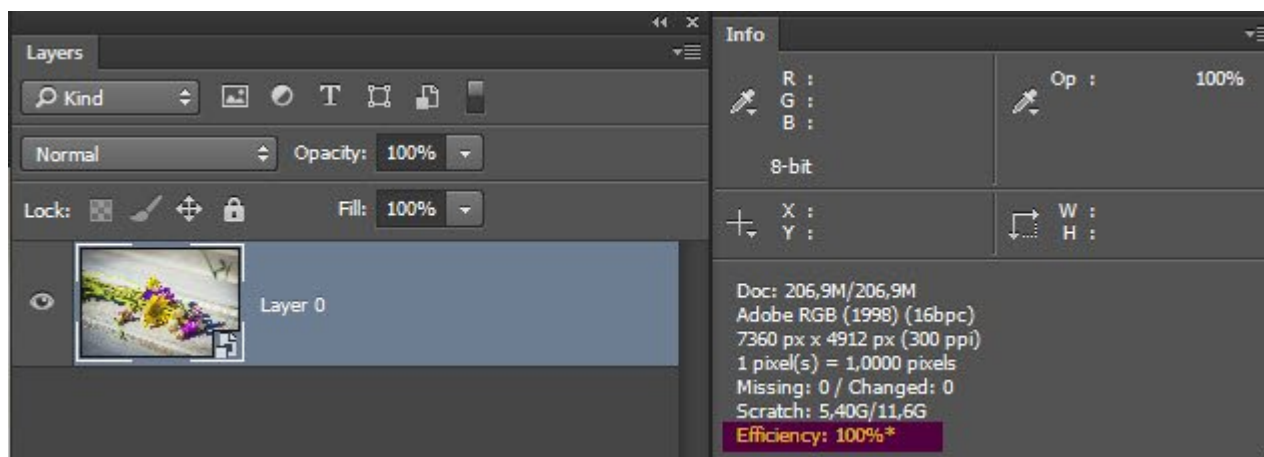 Layers
Kind
Normal
Opacity: 100%
Lock:
Fill: 100%
Layer 0
Info
R :
G :
B :
8-bit
Op : 100%
X :
Y :
W :
H :
Doc: 206,9M/206,9M
Adobe RGB (1998) (16bpc)
7360 px x 4912 px (300 ppi)
1 pixel(s) = 1,0000 pixels
Missing: 0 / Changed: 0
Scratch: 5,40G/11,6G
Efficiency: 100%*